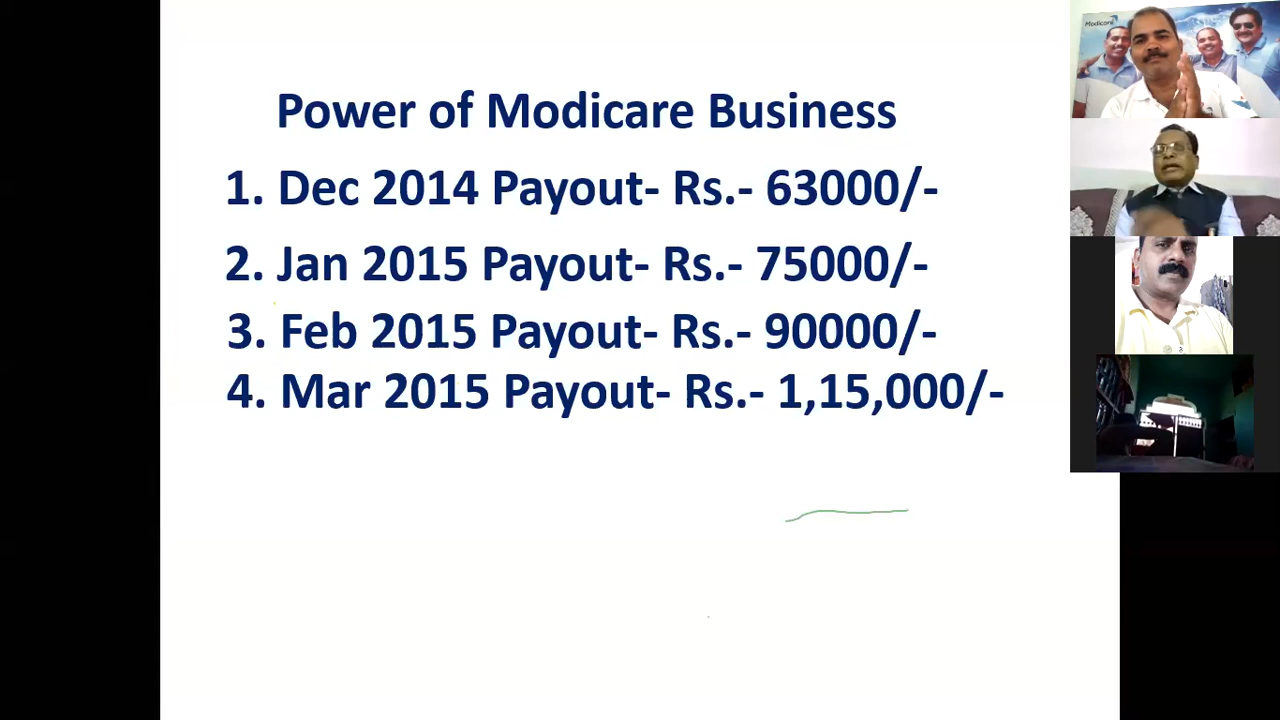 Power of Modicare Business
1. Dec 2014 Payout- Rs.- 63000/-
2. Jan 2015 Payout- Rs.- 75000/-
3. Feb 2015 Payout- Rs.- 90000/-
4. Mar 2015 Payout- Rs.- 1,15,000/-
Modicare